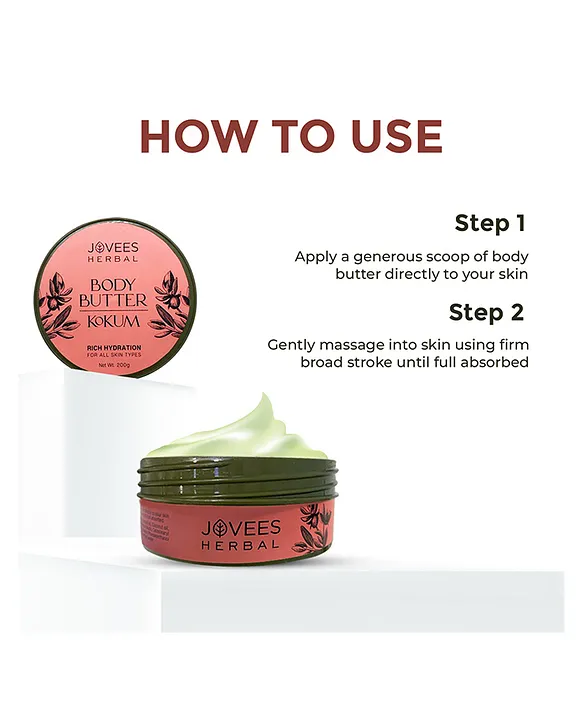 HOW TO USE
JOVEES
HERBAL
BODY
BUTTER
KOKUM
RICH HYDRATION
FOR ALL SKIN TYPES
Net Wt. 200g
Step 1
Apply a generous scoop of body
butter directly to your skin
Step 2
Gently massage into skin using firm
broad stroke until full absorbed
JOVEES
HERBAL